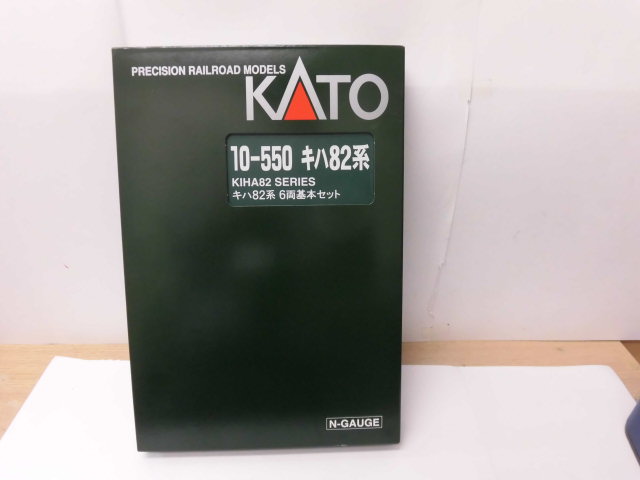 PRECISION RAILROAD MODELS
KATO
10-550 キハ82系
KIHA82 SERIES
キハ82系 6両基本セット
N-GAUGE